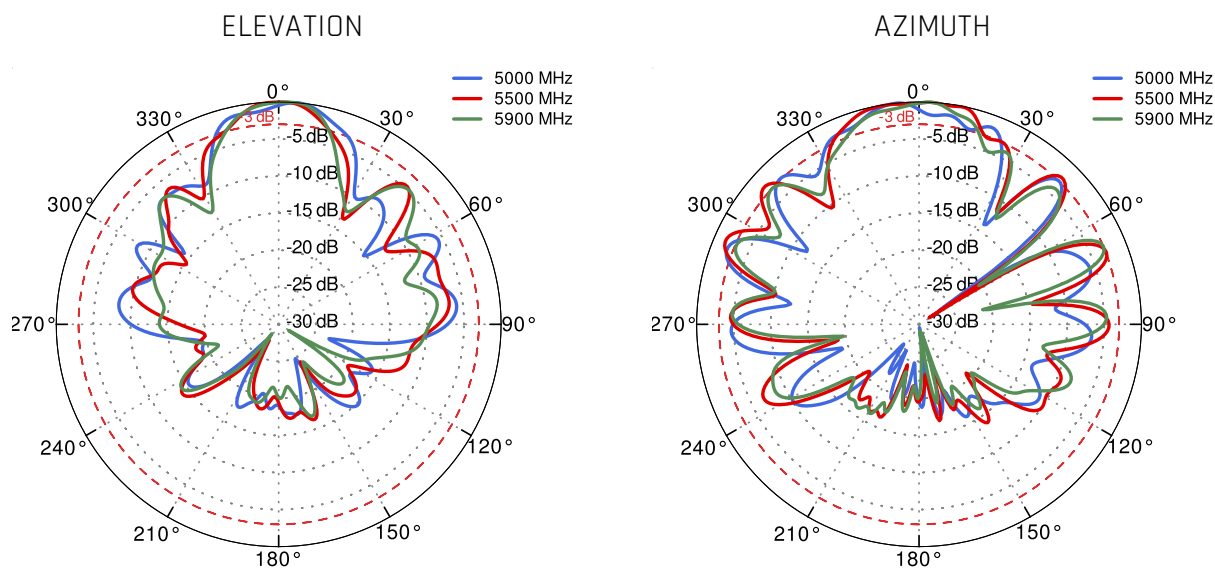 ELEVATION
5000 MHz
5500 MHz
5900 MHz
0°
30°
60°
90°
120°
150°
180°
210°
240°
270°
300°
330°
-3 dB
-5 dB
-10 dB
-15 dB
-20 dB
-25 dB
-30 dB
AZIMUTH
5000 MHz
5500 MHz
5900 MHz
0°
30°
60°
90°
120°
150°
180°
210°
240°
270°
300°
330°
-3 dB
-5 dB
-10 dB
-15 dB
-20 dB
-25 dB
-30 dB